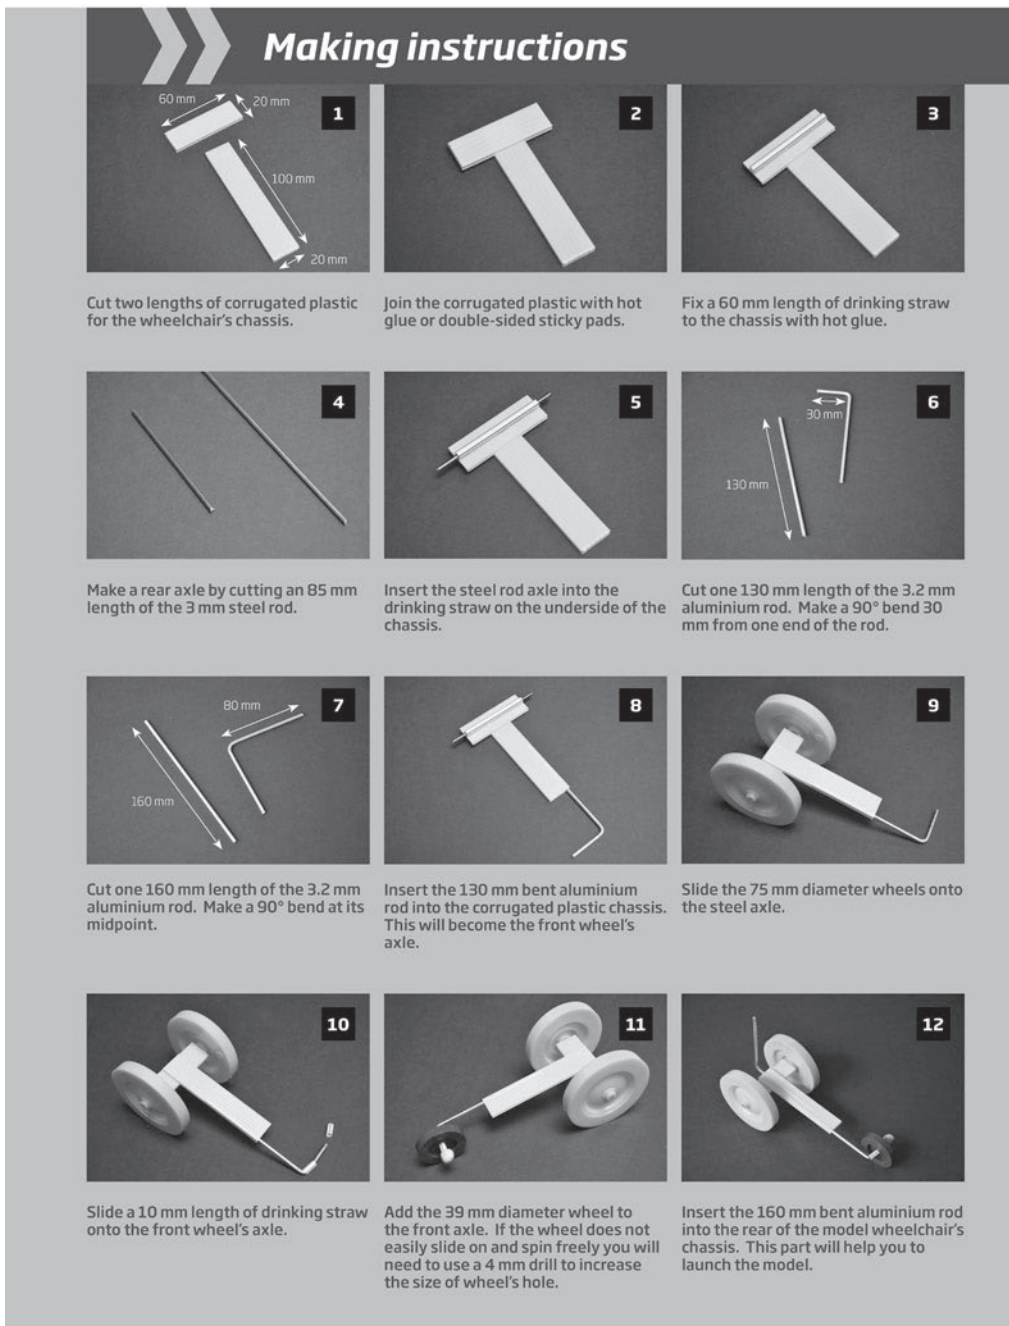 Making instructions
60 mm
20 mm
1
100 mm
20 mm
2
3
Cut two lengths of corrugated plastic
for the wheelchair's chassis.
Join the corrugated plastic with hot
glue or double-sided sticky pads.
Fix a 60 mm length of drinking straw
to the chassis with hot glue.
4
5
6
30 mm
130 mm
Make a rear axle by cutting an 85 mm
length of the 3 mm steel rod.
Insert the steel rod axle into the
drinking straw on the underside of the
chassis.
Cut one 130 mm length of the 3.2 mm
aluminium rod. Make a 90° bend 30
mm from one end of the rod.
7
80 mm
160 mm
8
9
Cut one 160 mm length of the 3.2 mm
aluminium rod. Make a 90° bend at its
midpoint.
Insert the 130 mm bent aluminium
rod into the corrugated plastic chassis.
This will become the front wheel's
axle.
Slide the 75 mm diameter wheels onto
the steel axle.
10
11
12
Slide a 10 mm length of drinking straw
onto the front wheel's axle.
Add the 39 mm diameter wheel to
the front axle. If the wheel does not
easily slide on and spin freely you will
need to use a 4 mm drill to increase
the size of wheel's hole.
Insert the 160 mm bent aluminium rod
into the rear of the model wheelchair's
chassis. This part will help you to
launch the model.